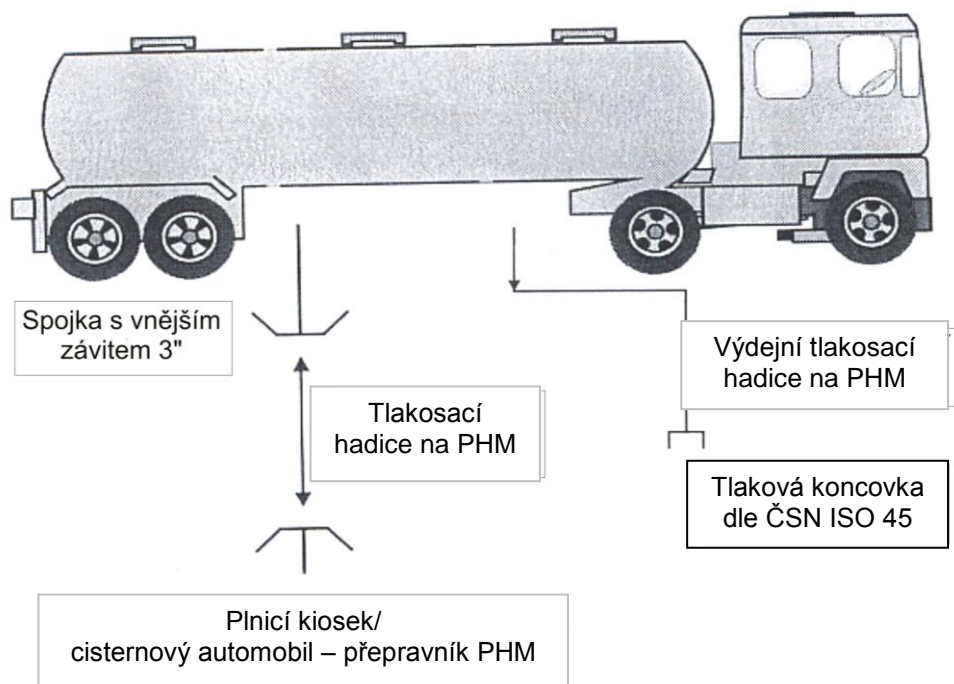 Spojka s vnějším
závitem 3"
Výdejní tlakosací
hadice na PHM
Tlakosací
hadice na PHM
Tlaková koncovka
dle ČSN ISO 45
Plnicí kiosek/
cisternový automobil – přepravník PHM